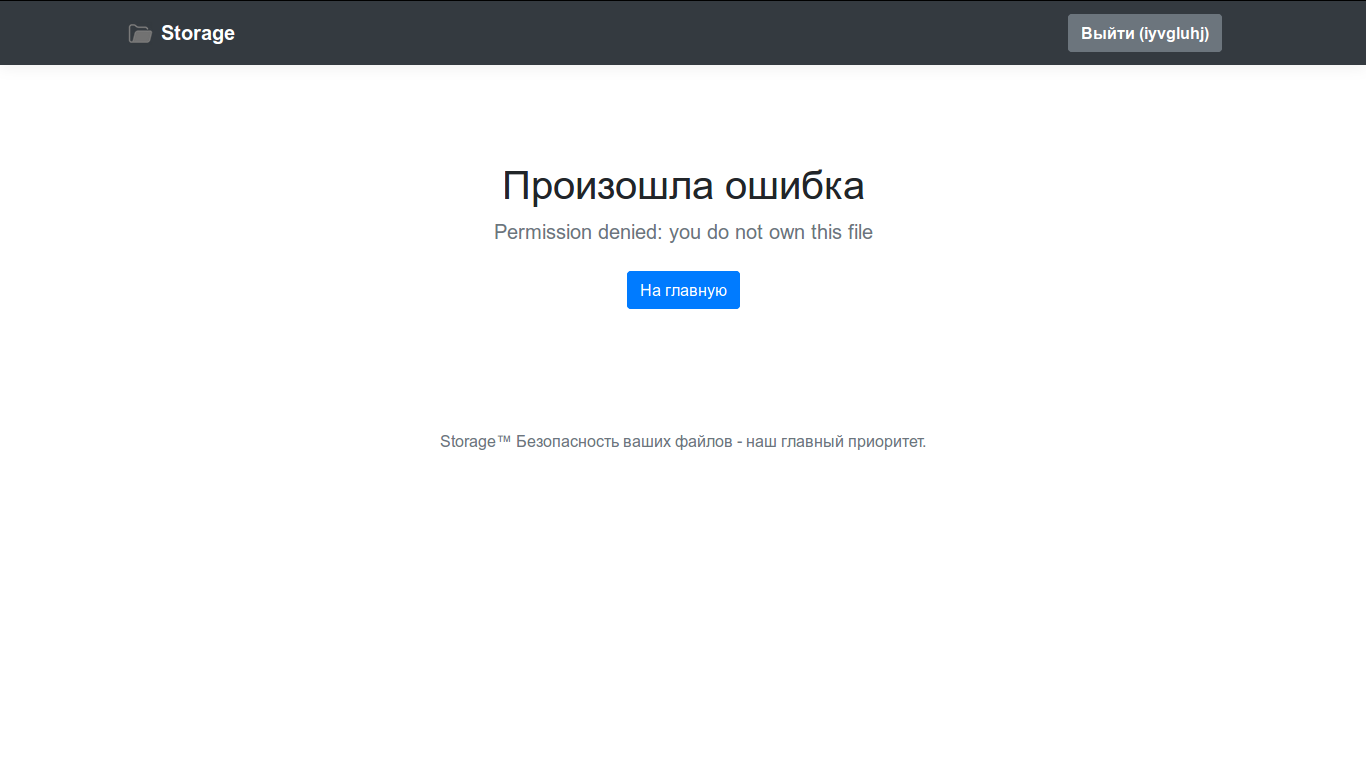 Storage
Выйти (iyvgluhj)
Произошла ошибка
Permission denied: you do not own this file
На главную
Storage™ Безопасность ваших файлов - наш главный приоритет.